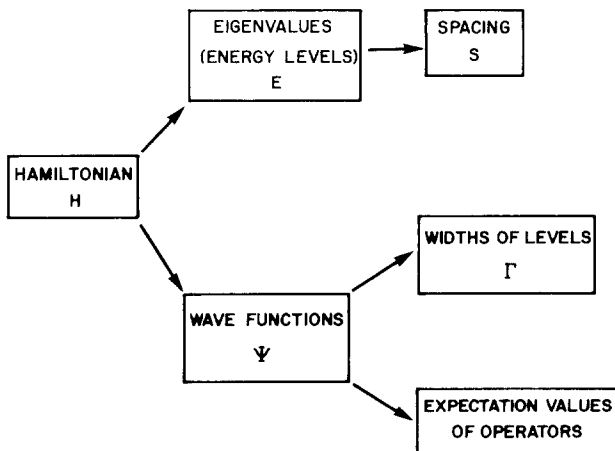 EIGENVALUES
(ENERGY LEVELS)
E
SPACING
S
HAMILTONIAN
H
WIDTHS OF LEVELS
Γ
WAVE FUNCTIONS
Ψ
EXPECTATION VALUES
OF OPERATORS